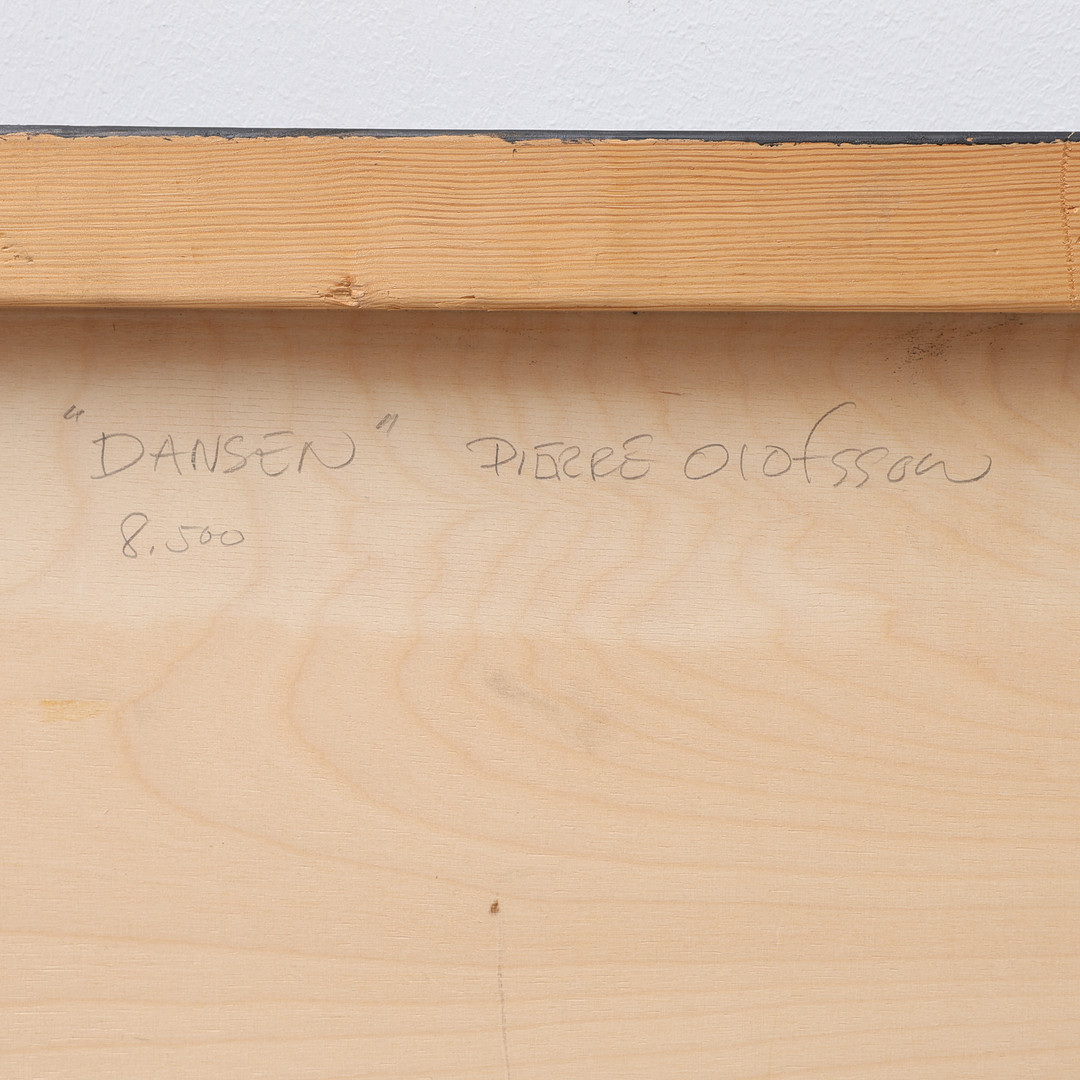 "DANSEN" PIERRE OLOFSSON
8.500